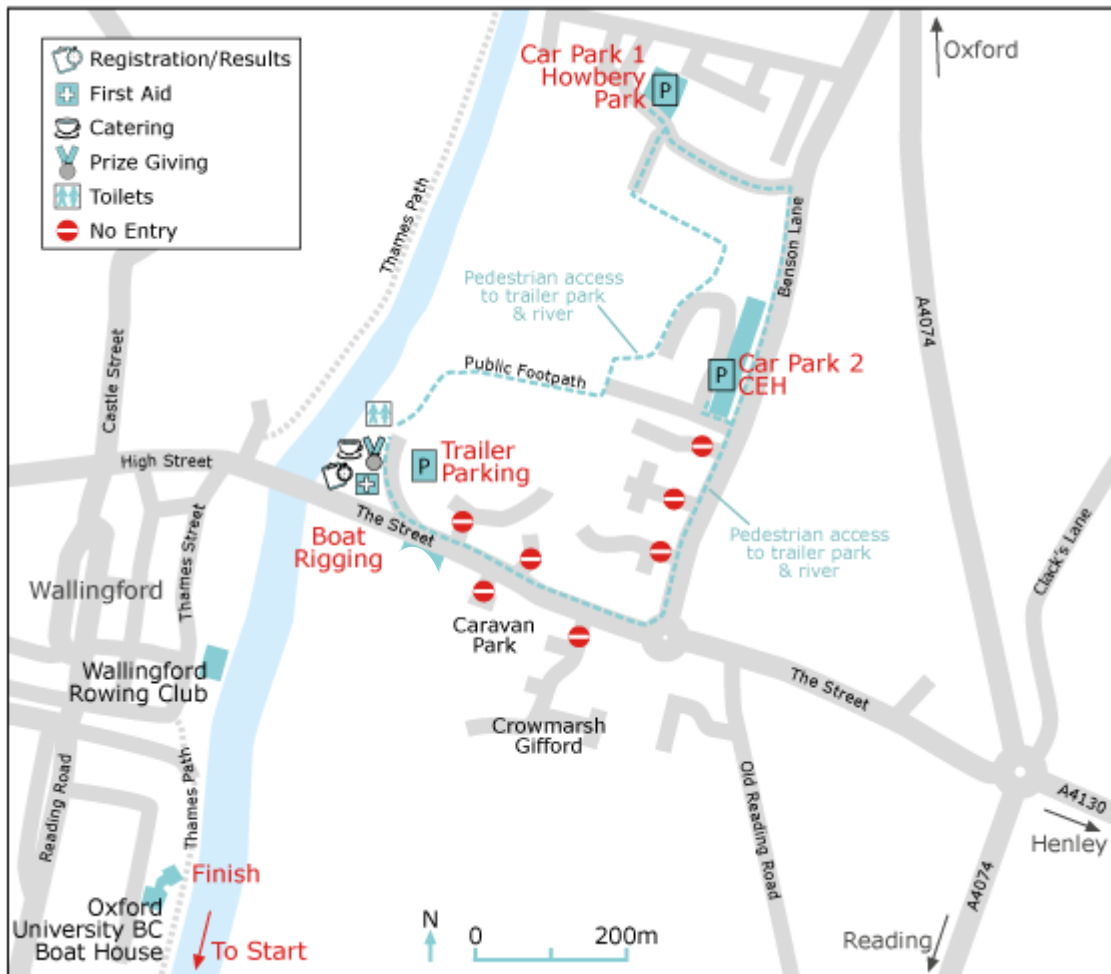 Registration/Results
First Aid
Catering
Prize Giving
Toilets
No Entry
Car Park 1
Howbery
Park
P
Oxford
Thames Path
Benson Lane
A4074
Pedestrian access
to trailer park
& river
Castle Street
Public Footpath
P
Car Park 2
CEH
High Street
P
Trailer
Parking
The Street
Boat
Rigging
Pedestrian access
to trailer park
& river
Clack's Lane
Wallingford
Thames Street
Caravan
Park
Wallingford
Rowing Club
The Street
Crowmarsh
Gifford
Reading Road
Thames Path
Old Reading Road
A4130
Henley
A4074
Finish
Oxford
University BC
Boat House
To Start
N
0
200m
Reading